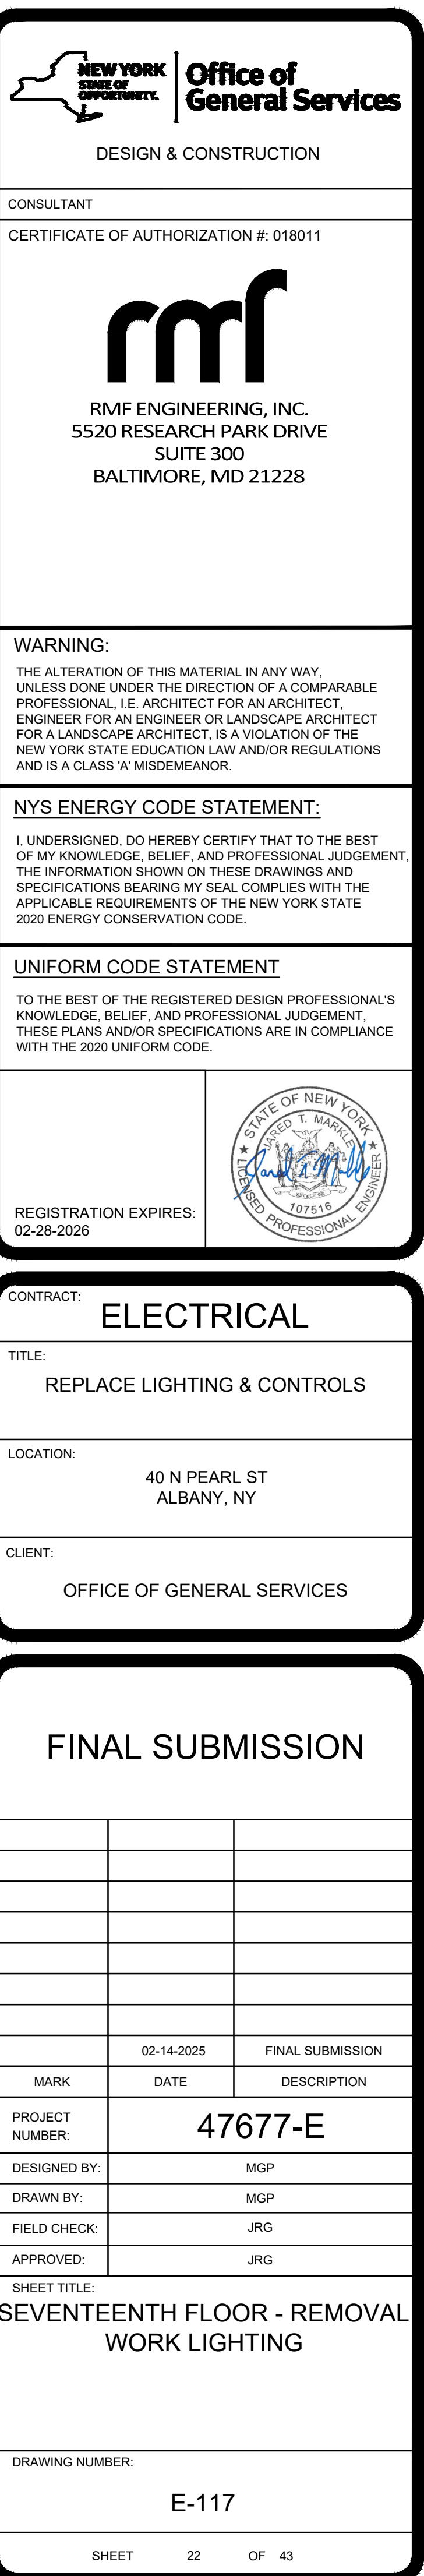 NEW YORK
STATE OF
OPPORTUNITY.
Office of
General Services
DESIGN & CONSTRUCTION
CONSULTANT
CERTIFICATE OF AUTHORIZATION #: 018011
rmf
RMF ENGINEERING, INC.
5520 RESEARCH PARK DRIVE
SUITE 300
BALTIMORE, MD 21228
WARNING:
THE ALTERATION OF THIS MATERIAL IN ANY WAY,
UNLESS DONE UNDER THE DIRECTION OF A COMPARABLE
PROFESSIONAL, I.E. ARCHITECT FOR AN ARCHITECT,
ENGINEER FOR AN ENGINEER OR LANDSCAPE ARCHITECT
FOR A LANDSCAPE ARCHITECT, IS A VIOLATION OF THE
NEW YORK STATE EDUCATION LAW AND/OR REGULATIONS
AND IS A CLASS 'A' MISDEMEANOR.
NYS ENERGY CODE STATEMENT:
I, UNDERSIGNED, DO HEREBY CERTIFY THAT TO THE BEST
OF MY KNOWLEDGE, BELIEF, AND PROFESSIONAL JUDGEMENT,
THE INFORMATION SHOWN ON THESE DRAWINGS AND
SPECIFICATIONS BEARING MY SEAL COMPLIES WITH THE
APPLICABLE REQUIREMENTS OF THE NEW YORK STATE
2020 ENERGY CONSERVATION CODE.
UNIFORM CODE STATEMENT
TO THE BEST OF THE REGISTERED DESIGN PROFESSIONAL'S
KNOWLEDGE, BELIEF, AND PROFESSIONAL JUDGEMENT,
THESE PLANS AND/OR SPECIFICATIONS ARE IN COMPLIANCE
WITH THE 2020 UNIFORM CODE.
REGISTRATION EXPIRES:
02-28-2026
STATE OF NEW YORK
JARED T. MARKLE
107516
LICENSED PROFESSIONAL ENGINEER
CONTRACT:
ELECTRICAL
TITLE:
REPLACE LIGHTING & CONTROLS
LOCATION:
40 N PEARL ST
ALBANY, NY
CLIENT:
OFFICE OF GENERAL SERVICES
FINAL SUBMISSION
02-14-2025 FINAL SUBMISSION
MARK DATE DESCRIPTION
PROJECT
NUMBER:
47677-E
DESIGNED BY: MGP
DRAWN BY: MGP
FIELD CHECK: JRG
APPROVED: JRG
SHEET TITLE:
SEVENTEENTH FLOOR - REMOVAL
WORK LIGHTING
DRAWING NUMBER:
E-117
SHEET 22 OF 43